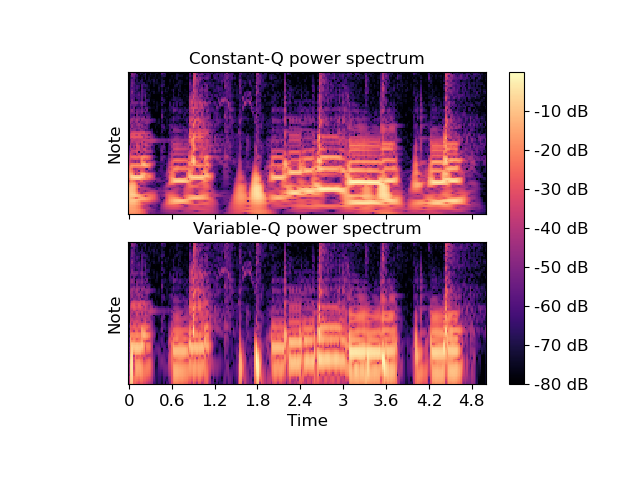 Constant-Q power spectrum
Note
Variable-Q power spectrum
Note
0 0.6 1.2 1.8 2.4 3 3.6 4.2 4.8
Time
-10 dB
-20 dB
-30 dB
-40 dB
-50 dB
-60 dB
-70 dB
-80 dB